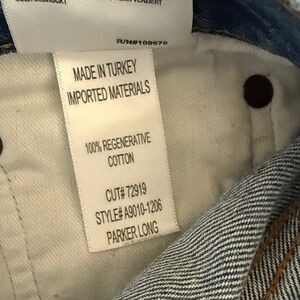 R/N#109670
MADE IN TURKEY
IMPORTED MATERIALS
100% REGENERATIVE
COTTON
CUT# 72919
STYLE# A9010-1206
PARKER LONG